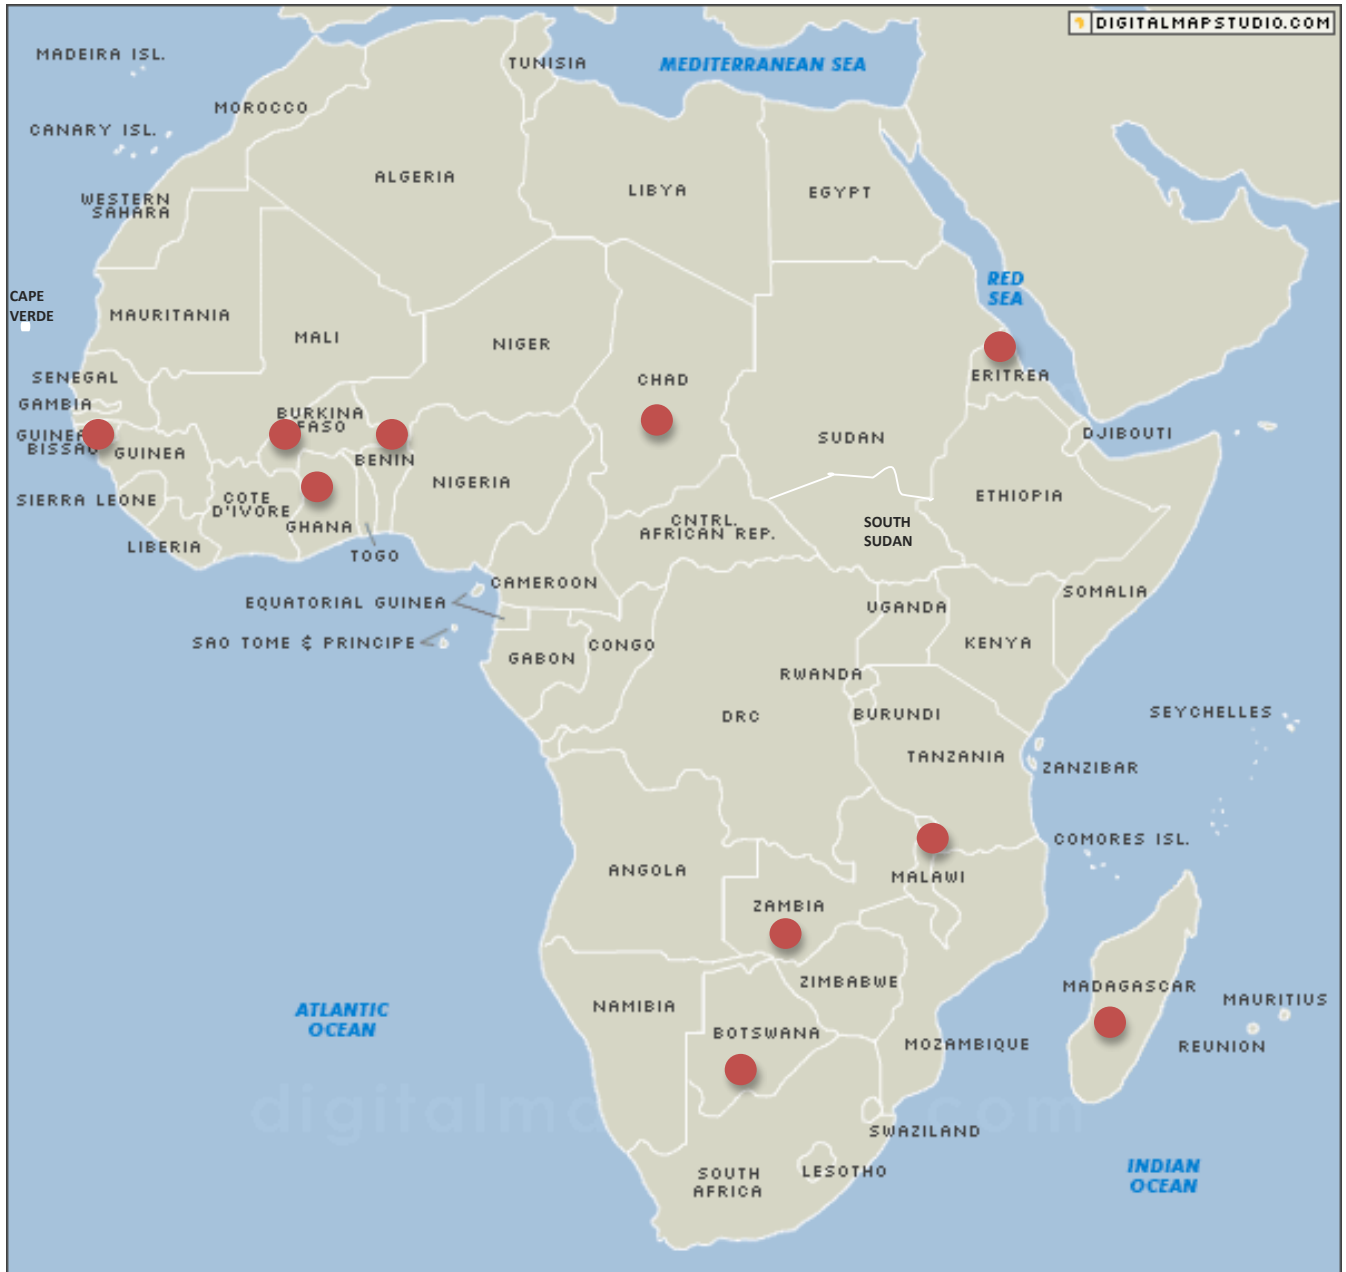 DIGITALMAPSTUDIO.COM
MADEIRA ISL.
TUNISIA
MEDITERRANEAN SEA
MOROCCO
CANARY ISL.
ALGERIA
LIBYA
EGYPT
WESTERN
SAHARA
RED
SEA
CAPE
VERDE
MAURITANIA
MALI
NIGER
SENEGAL
CHAD
ERITREA
GAMBIA
BURKINA
FASO
GUINEA
BISSAU
GUINEA
BENIN
SUDAN
DJIBOUTI
NIGERIA
SIERRA LEONE
COTE
D'IVORE
GHANA
ETHIOPIA
CNTRL.
AFRICAN REP.
SOUTH
SUDAN
LIBERIA
TOGO
CAMEROON
SOMALIA
EQUATORIAL GUINEA
UGANDA
SAO TOME & PRINCIPE
GABON
CONGO
KENYA
RWANDA
DRC
BURUNDI
SEYCHELLES
TANZANIA
ZANZIBAR
COMORES ISL.
ANGOLA
MALAWI
ZAMBIA
ZIMBABWE
MADAGASCAR
MAURITIUS
NAMIBIA
ATLANTIC
OCEAN
BOTSWANA
MOZAMBIQUE
REUNION
SWAZILAND
SOUTH
AFRICA
LESOTHO
INDIAN
OCEAN